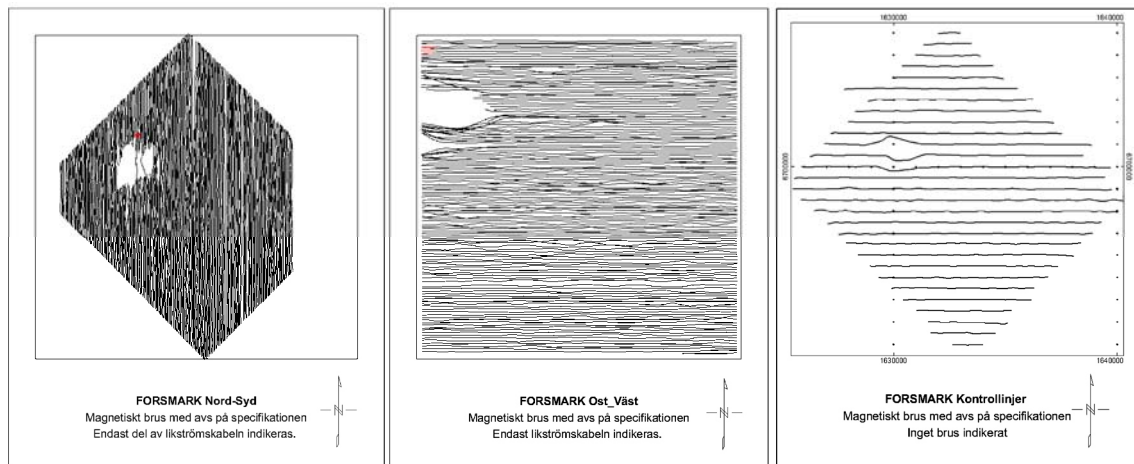 FORSMARK Nord-Syd
Magnetiskt brus med avs på specifikationen
Endast del av likströmskabeln indikeras.
N
FORSMARK Ost_Väst
Magnetiskt brus med avs på specifikationen
Endast likströmskabeln indikeras.
N
1630000
1640000
6700000
6700000
1630000
1640000
FORSMARK Kontrollinjer
Magnetiskt brus med avs på specifikationen
Inget brus indikerat
N